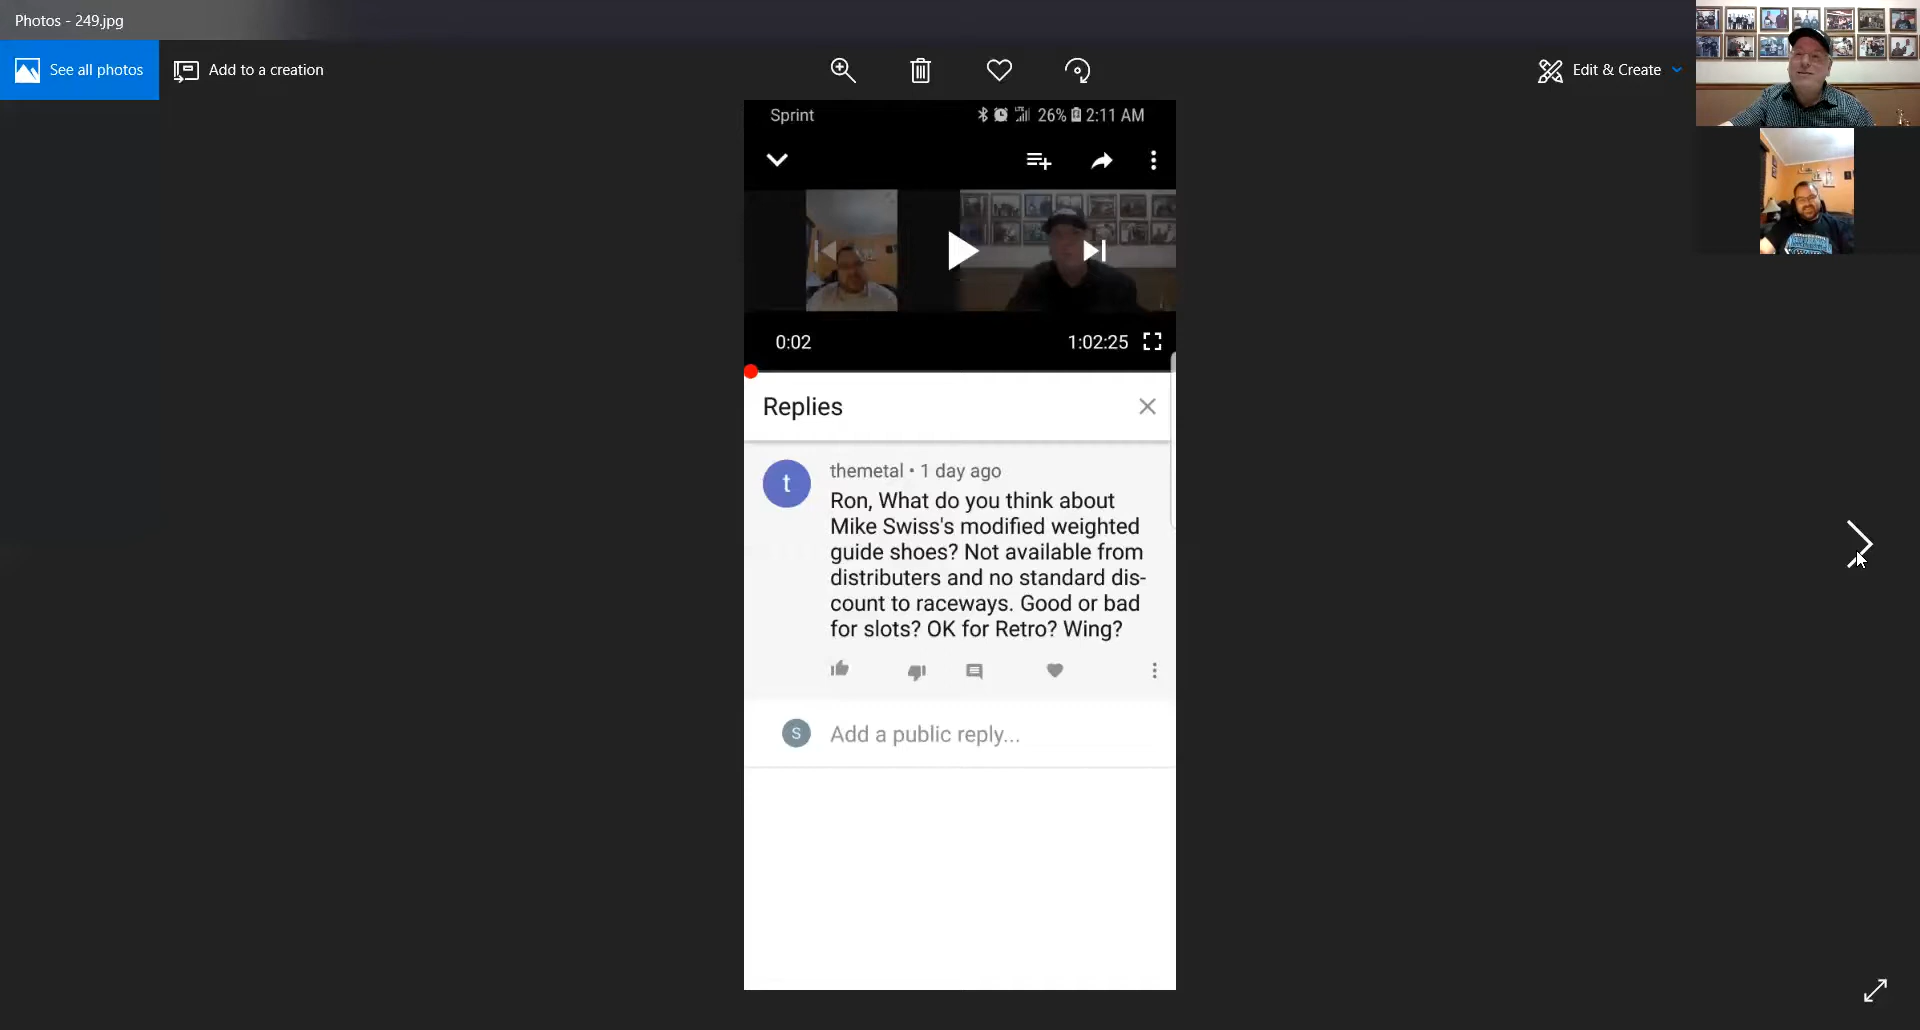 Photos - 249.jpg
See all photos
Add to a creation
Edit & Create
Sprint
26% 2:11 AM
0:02
1:02:25
Replies
t
themetal • 1 day ago
Ron, What do you think about
Mike Swiss's modified weighted
guide shoes? Not available from
distributers and no standard dis-
count to raceways. Good or bad
for slots? OK for Retro? Wing?
S
Add a public reply...